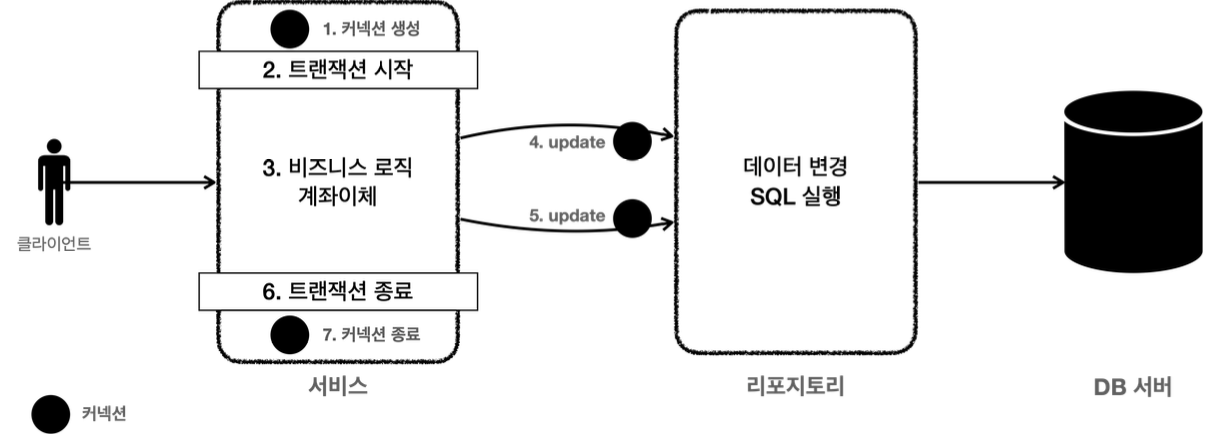 1. 커넥션 생성
2. 트랜잭션 시작
3. 비즈니스 로직
계좌이체
4. update
5. update
데이터 변경
SQL 실행
클라이언트
6. 트랜잭션 종료
7. 커넥션 종료
서비스
리포지토리
DB 서버
커넥션